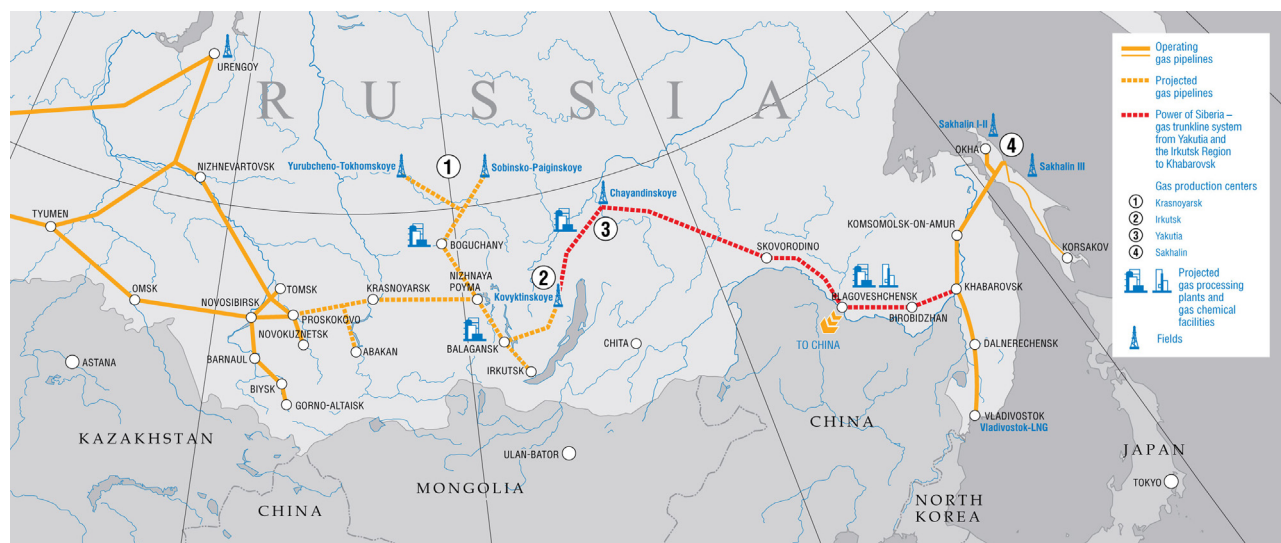 URENGOY
R U S S I A
Yurubcheno-Tokhomskoye
1
Sobinsko-Paiginskoye
NIZHNEVARTOVSK
Chayandinskoye
3
TYUMEN
BOGUCHANY
SKOVORODINO
OMSK
TOMSK
NOVOSIBIRSK
PROSKOKOVO
KRASNOYARSK
NIZHNAYA
POYMA
2
Kovyktinskoye
NOVOKUZNETSK
ABAKAN
BALAGANSK
IRKUTSK
CHITA
BARNAUL
BIYSK
GORNO-ALTAISK
ASTANA
BLAGOVESHCHENSK
BIROBIDZHAN
TO CHINA
Sakhalin I-II
OKHA
4
Sakhalin III
KOMSOMOLSK-ON-AMUR
KORSAKOV
KHABAROVSK
DALNERECHENSK
VLADIVOSTOK
Vladivostok-LNG
KAZAKHSTAN
CHINA
MONGOLIA
ULAN-BATOR
CHINA
NORTH
KOREA
JAPAN
TOKYO
Operating
gas pipelines
Projected
gas pipelines
Power of Siberia –
gas trunkline system
from Yakutia and
the Irkutsk Region
to Khabarovsk
Gas production centers
1 Krasnoyarsk
2 Irkutsk
3 Yakutia
4 Sakhalin
Projected
gas processing
plants and
gas chemical
facilities
Fields